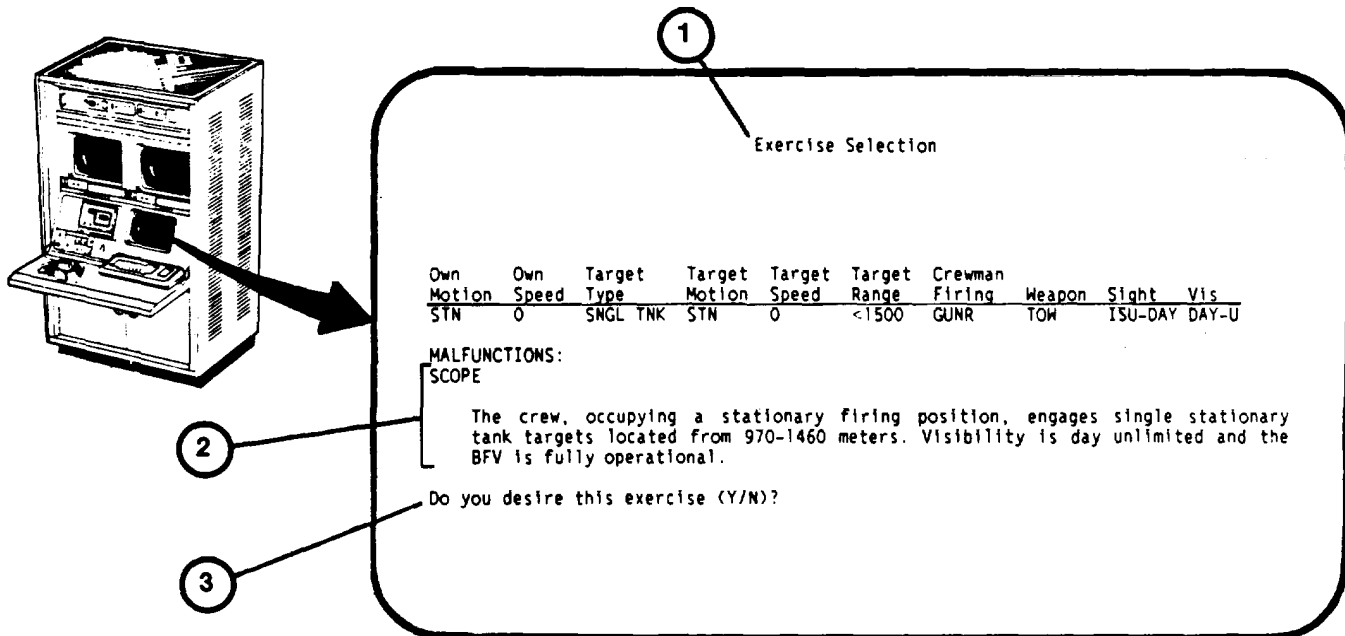 1
Exercise Selection
Own Own Target Target Target Target Crewman
Motion Speed Type Motion Speed Range Firing Weapon Sight Vis
STN 0 SNGL TNK STN 0 <1500 GUNR TOW ISU-DAY DAY-U
MALFUNCTIONS:
SCOPE
The crew, occupying a stationary firing position, engages single stationary
tank targets located from 970-1460 meters. Visibility is day unlimited and the
BFV is fully operational.
2
Do you desire this exercise (Y/N)?
3